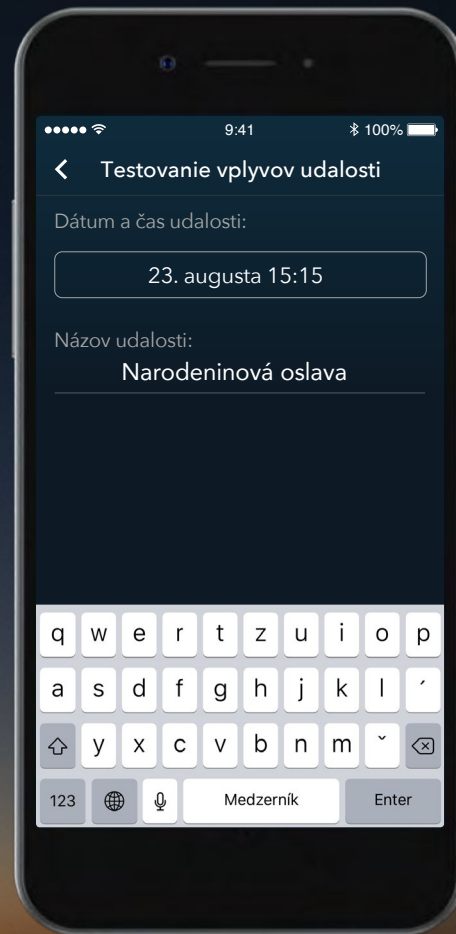 9:41 100%
Testovanie vplyvov udalosti
Dátum a čas udalosti:
23. augusta 15:15
Názov udalosti:
Narodeninová oslava
q w e r t z u i o p
a s d f g h j k l ´
y x c v b n m ˇ
123 Medzerník Enter